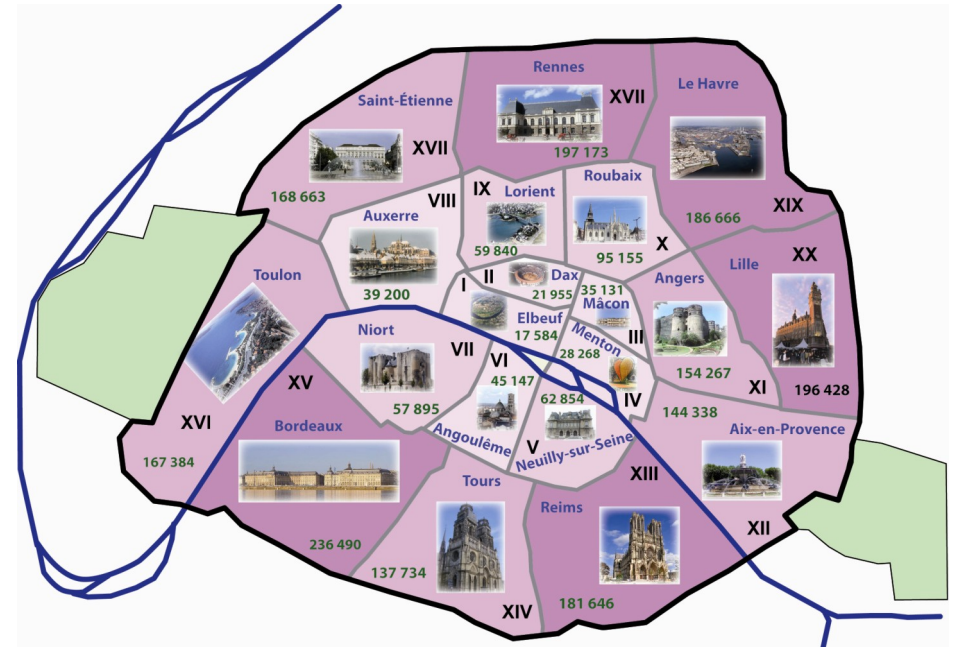 Rennes
XVII
197 173
Le Havre
186 666
XIX
Saint-Étienne
XVII
168 663
VIII
Auxerre
39 200
IX
Lorient
59 840
Roubaix
X
95 155
Lille
XX
196 428
Toulon
XVI
167 384
I
II
Dax
21 955
35 131
Mâcon
III
Angers
154 267
XI
Elbeuf
17 584
Niort
VII
57 895
VI
45 147
Angoulême
Menton
28 268
IV
62 854
V
Neuilly-sur-Seine
XV
Bordeaux
236 490
144 338
Aix-en-Provence
XII
Tours
137 734
XIV
XIII
Reims
181 646